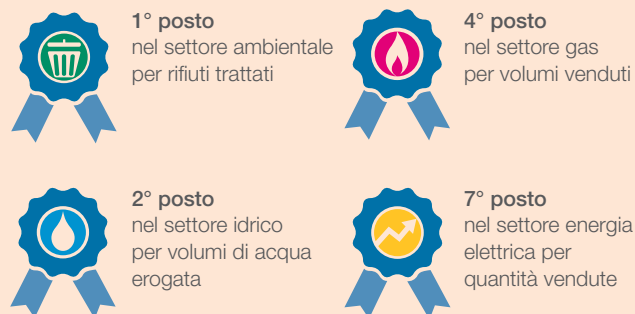 1° posto
nel settore ambientale
per rifiuti trattati
4° posto
nel settore gas
per volumi venduti
2° posto
nel settore idrico
per volumi di acqua
erogata
7° posto
nel settore energia
elettrica per
quantità vendute